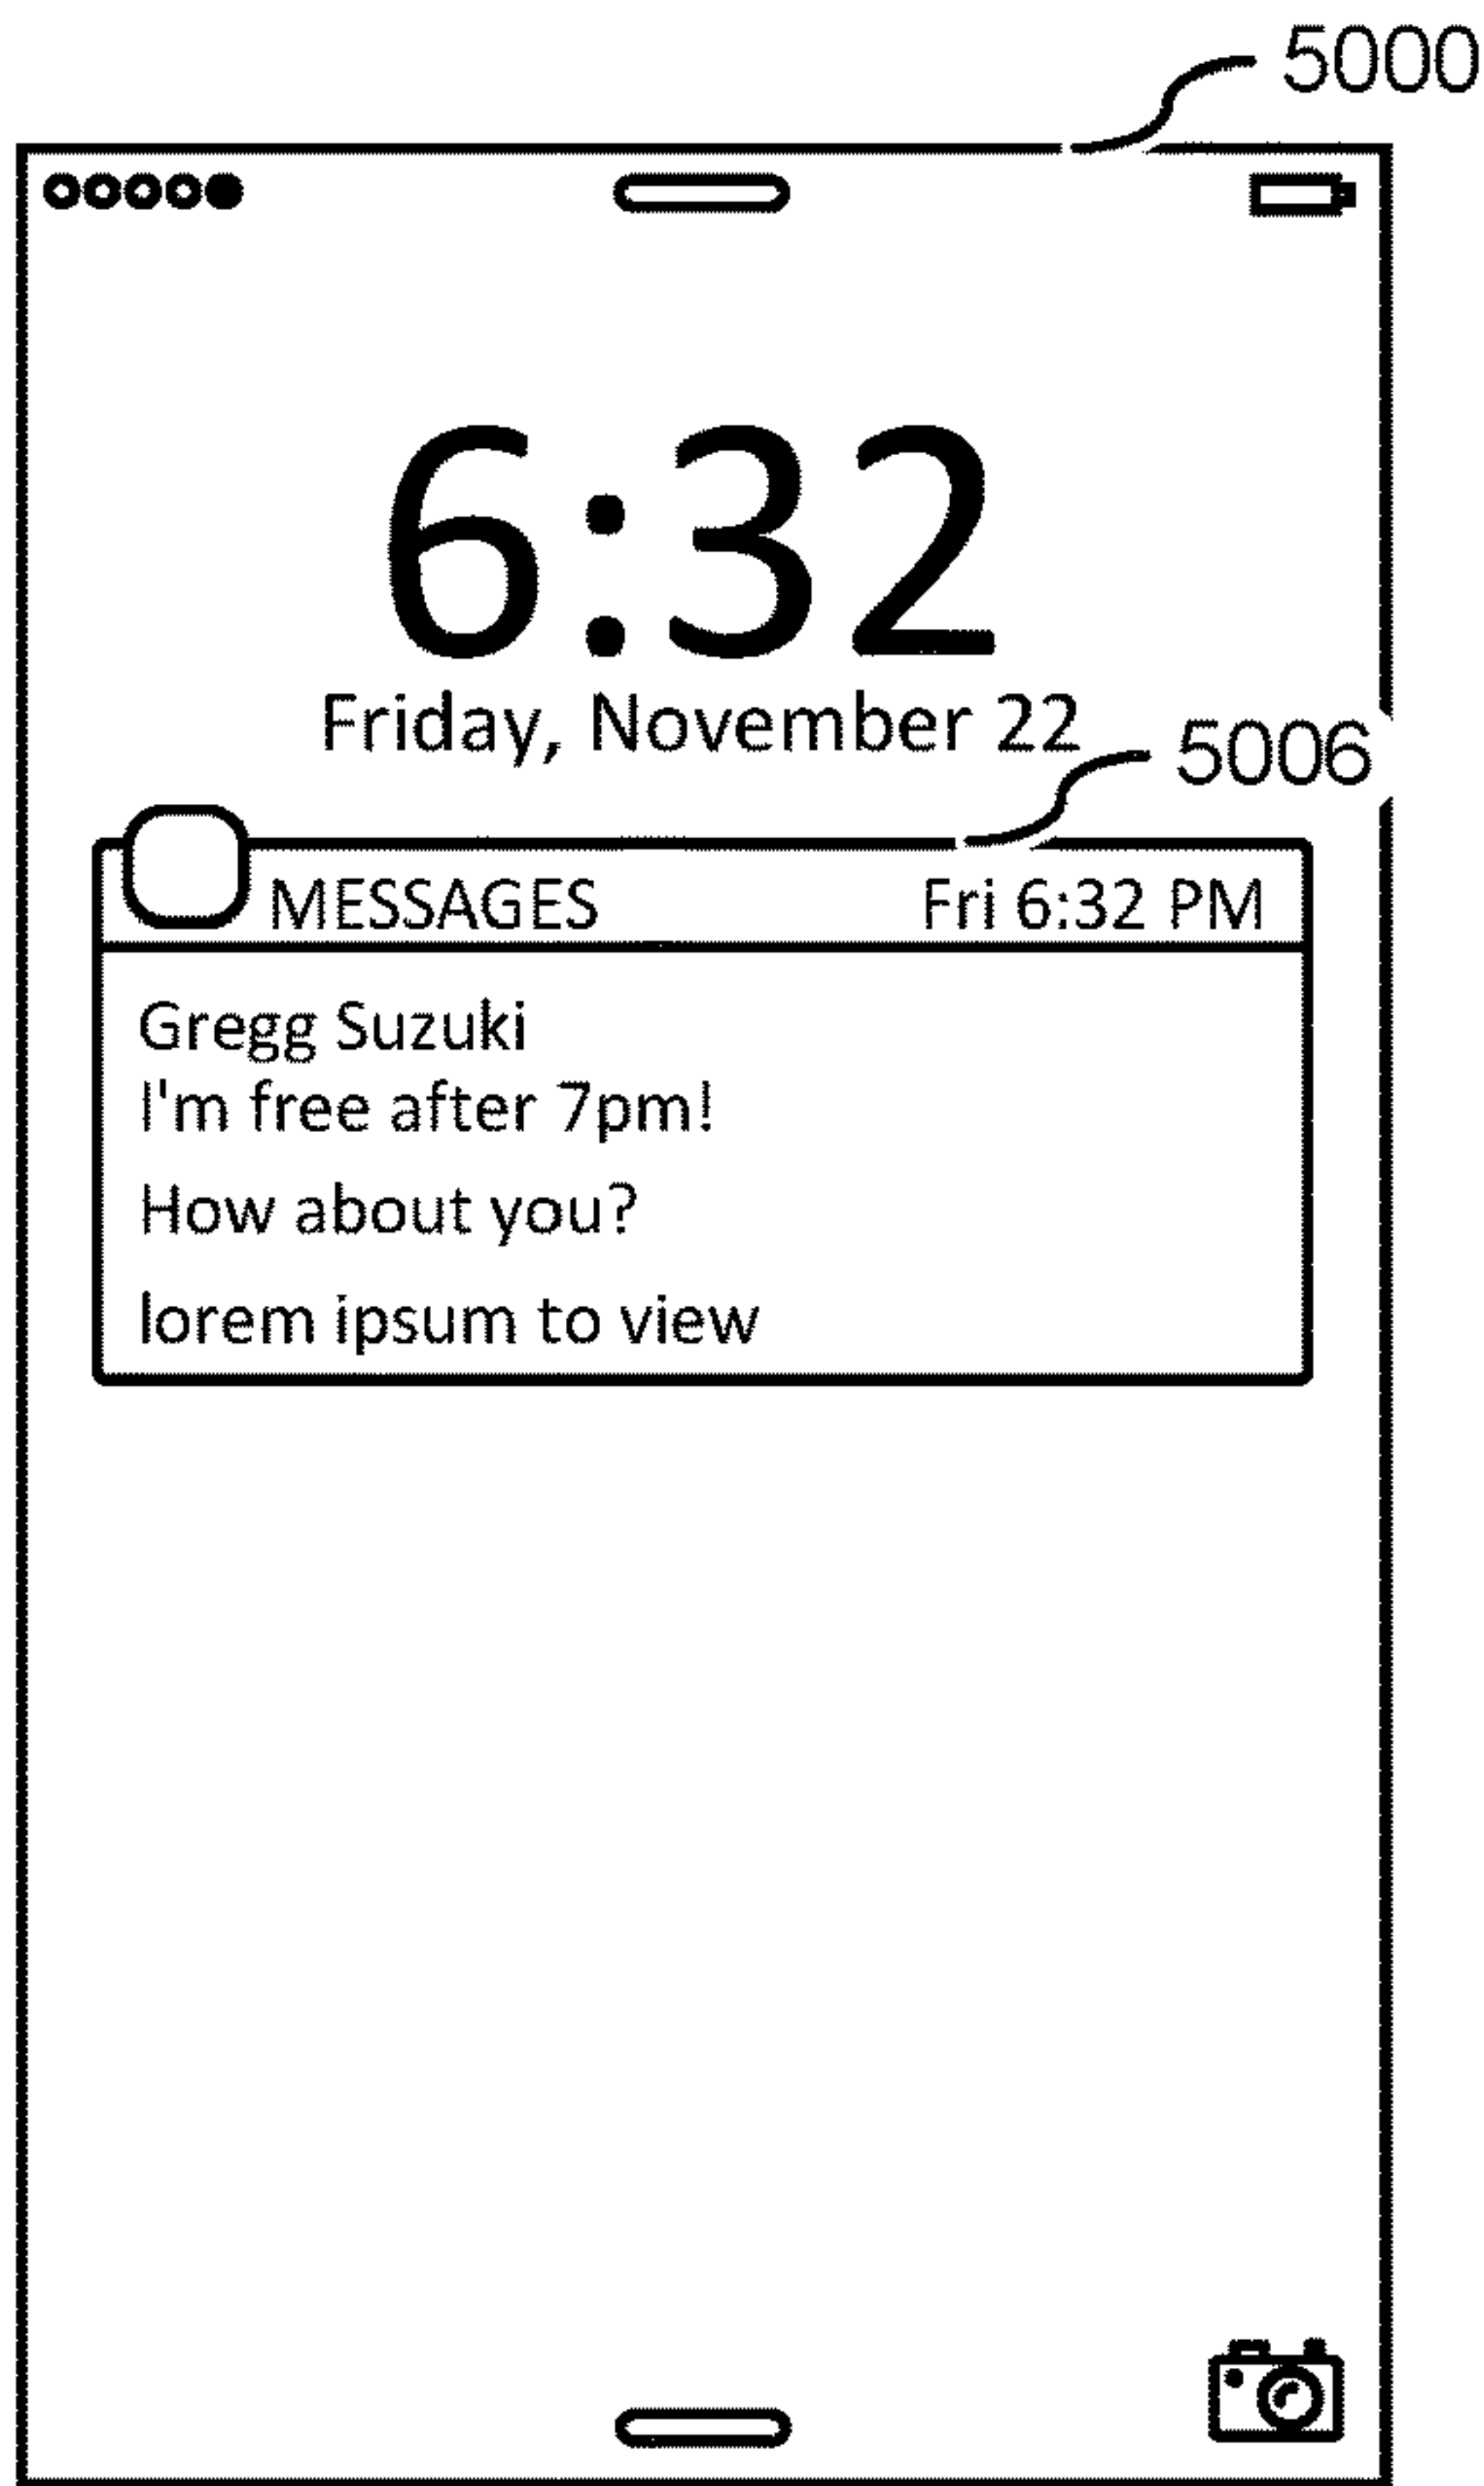 5000
6:32
Friday, November 22
5006
MESSAGES Fri 6:32 PM
Gregg Suzuki
I'm free after 7pm!
How about you?
lorem ipsum to view